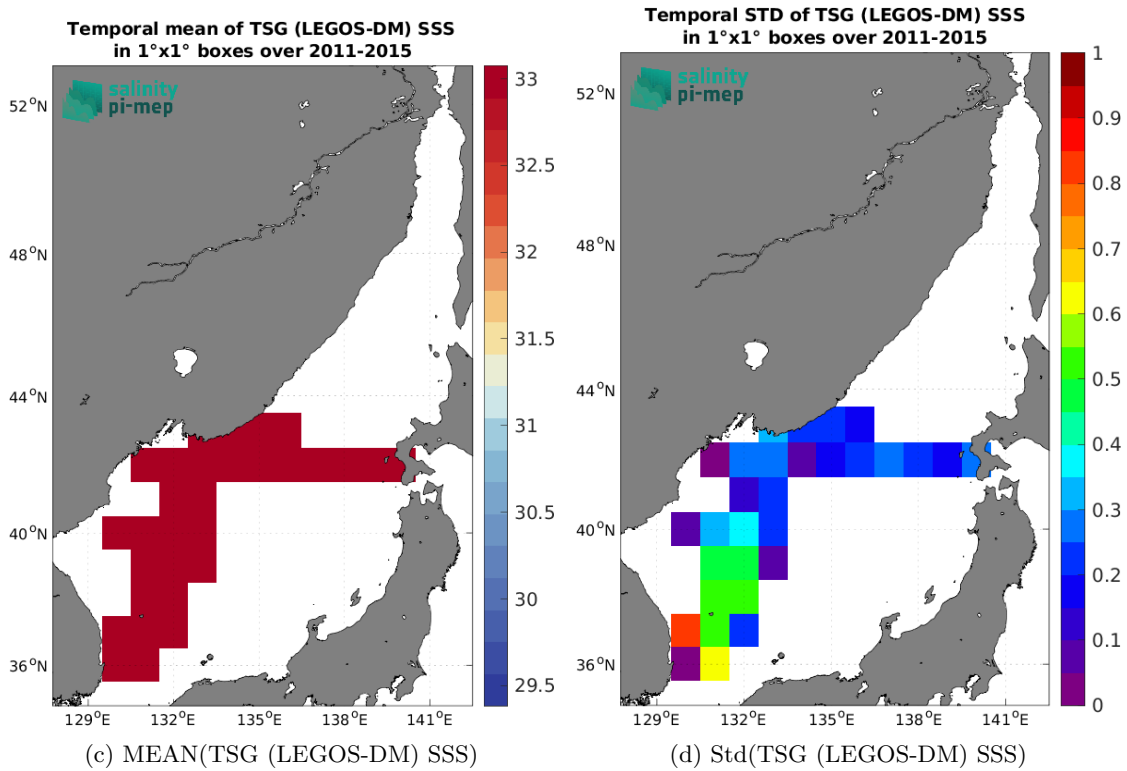 Temporal mean of TSG (LEGOS-DM) SSS
in 1°x1° boxes over 2011-2015
salinity
pi-mep
52°N
48°N
44°N
40°N
36°N
129°E
132°E
135°E
138°E
141°E
33
32.5
32
31.5
31
30.5
30
29.5
(c) MEAN(TSG (LEGOS-DM) SSS)
Temporal STD of TSG (LEGOS-DM) SSS
in 1°x1° boxes over 2011-2015
salinity
pi-mep
52°N
48°N
44°N
40°N
36°N
129°E
132°E
135°E
138°E
141°E
1
0.9
0.8
0.7
0.6
0.5
0.4
0.3
0.2
0.1
0
(d) Std(TSG (LEGOS-DM) SSS)